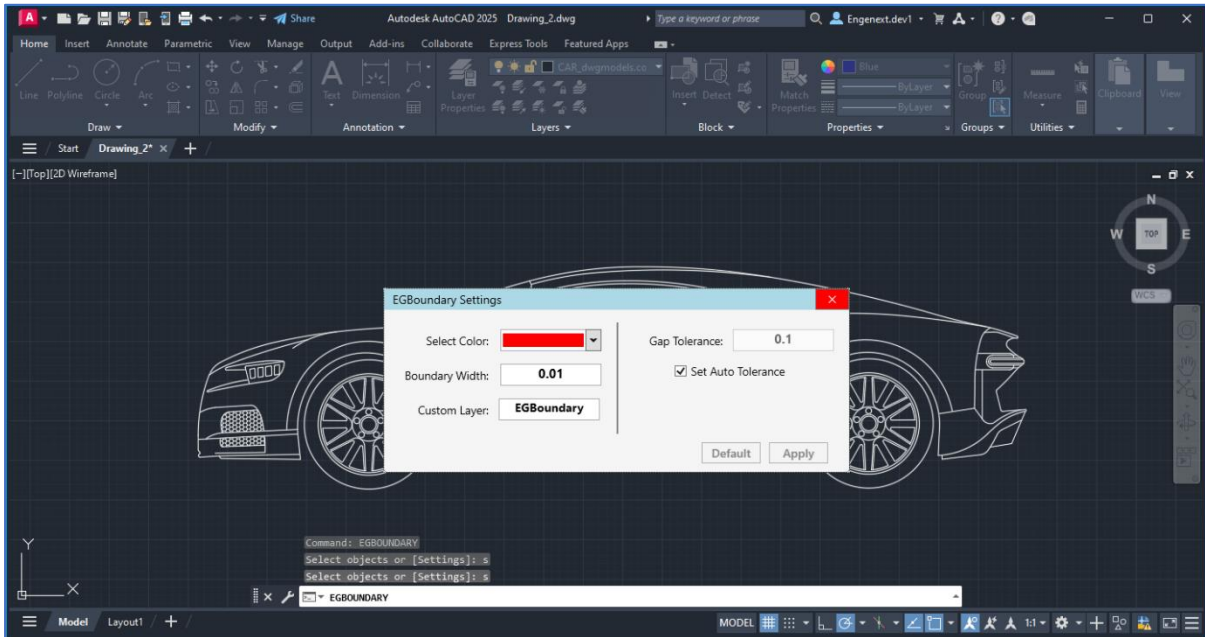 A Share Autodesk AutoCAD 2025 Drawing_2.dwg Type a keyword or phrase Engenext.dev1
Home Insert Annotate Parametric View Manage Output Add-ins Collaborate Express Tools Featured Apps
Line Polyline Circle Arc
Draw
Modify
Text Dimension
Annotation
Layer Properties
CAR_dwgmodels.co
Layers
Insert Detect
Block
Match Properties
Blue
ByLayer
ByLayer
Properties
Group
Groups
Measure
Utilities
Clipboard
View
Start Drawing_2* +
[−][Top][2D Wireframe]
N
W TOP E
S
WCS
EGBoundary Settings
Select Color:
Boundary Width: 0.01
Custom Layer: EGBoundary
Gap Tolerance: 0.1
Set Auto Tolerance
Default Apply
Y
X
Command: EGBOUNDARY
Select objects or [Settings]: s
Select objects or [Settings]: s
EGBOUNDARY
Model Layout1 +
MODEL 1:1